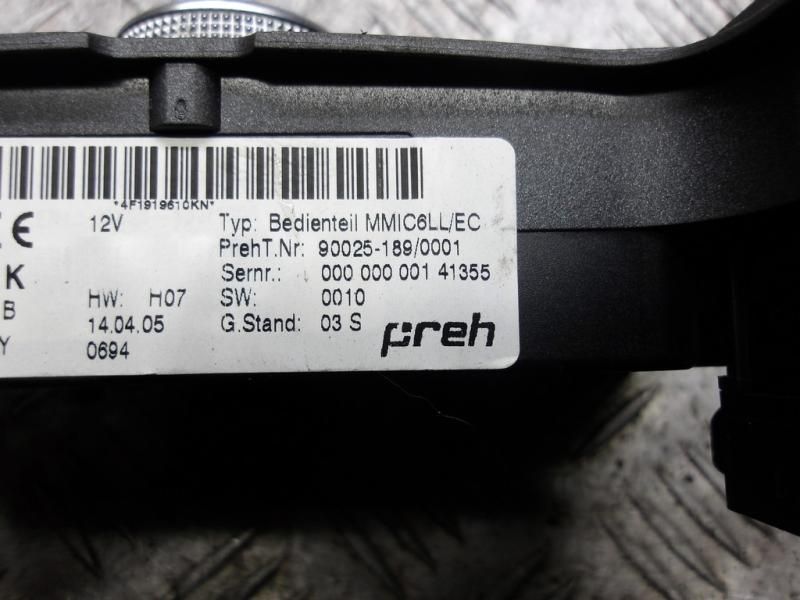 *4F1919610KN*
12V
Typ: Bedienteil MMIC6LL/EC
PrehT.Nr: 90025-189/0001
K
Sernr.: 000 000 001 41355
B
HW: H07
SW: 0010
Y
14.04.05
G.Stand: 03 S
0694
preh